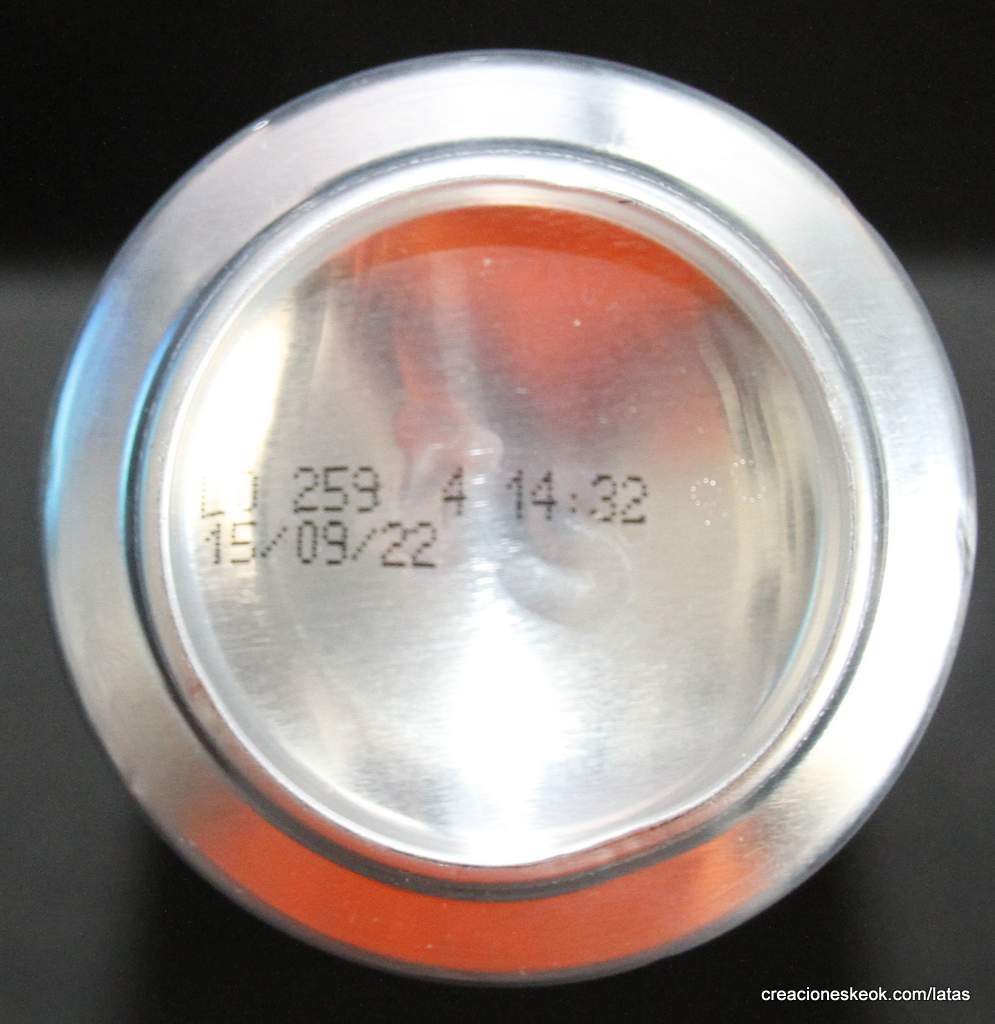 259 4 14:32
15/09/22
creacioneskeok.com/latas